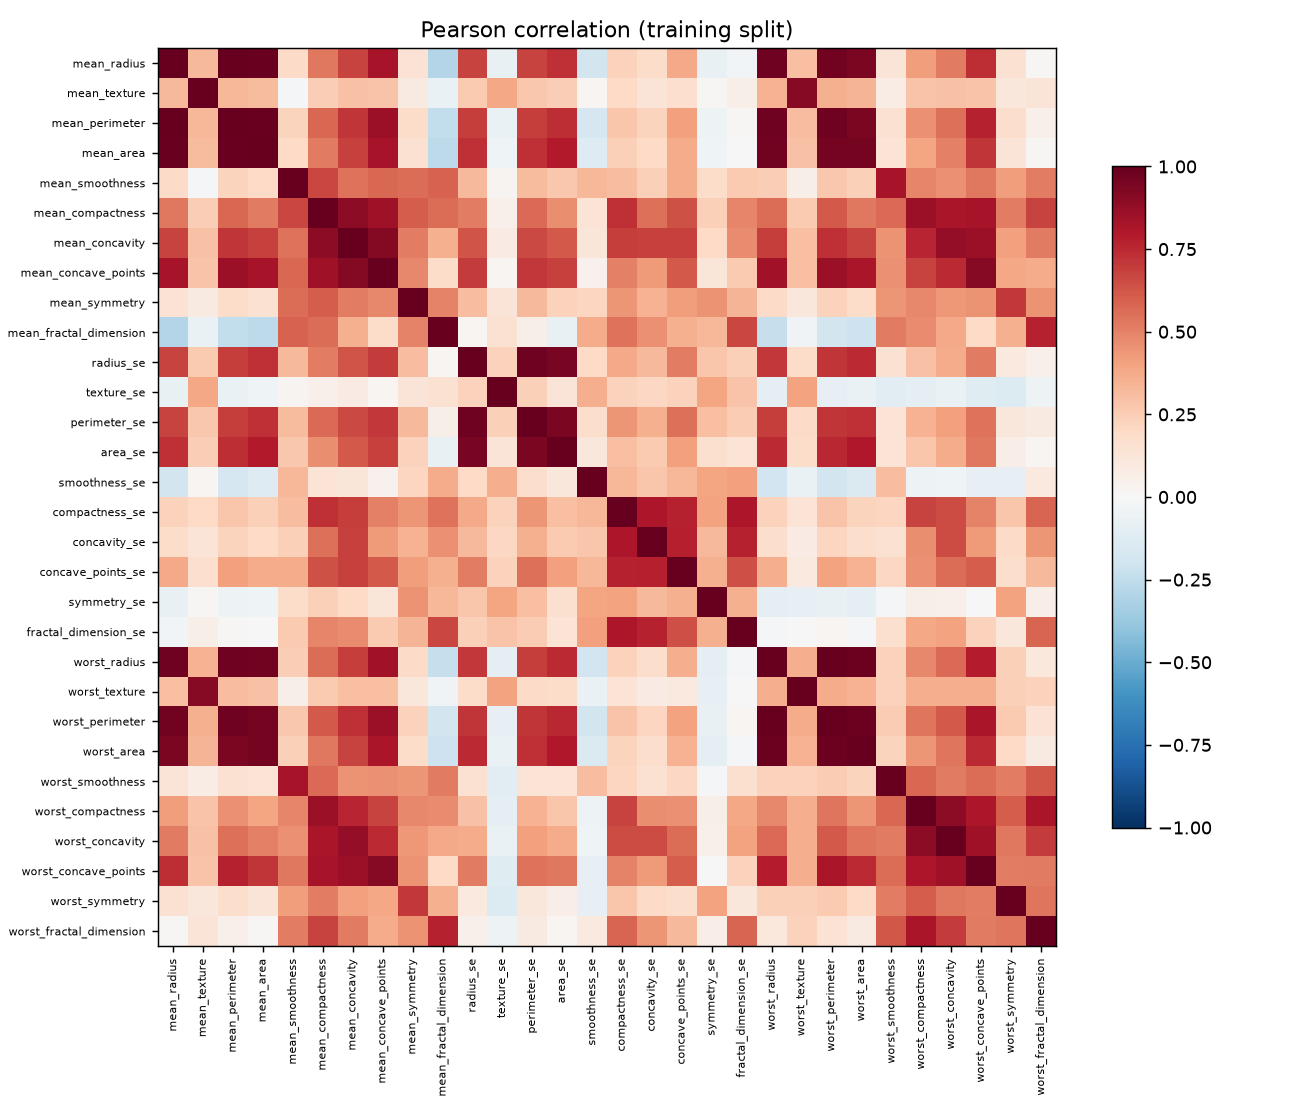 Pearson correlation (training split)
mean_radius
mean_texture
mean_perimeter
mean_area
mean_smoothness
mean_compactness
mean_concavity
mean_concave_points
mean_symmetry
mean_fractal_dimension
radius_se
texture_se
perimeter_se
area_se
smoothness_se
compactness_se
concavity_se
concave_points_se
symmetry_se
fractal_dimension_se
worst_radius
worst_texture
worst_perimeter
worst_area
worst_smoothness
worst_compactness
worst_concavity
worst_concave_points
worst_symmetry
worst_fractal_dimension
mean_radius
mean_texture
mean_perimeter
mean_area
mean_smoothness
mean_compactness
mean_concavity
mean_concave_points
mean_symmetry
mean_fractal_dimension
radius_se
texture_se
perimeter_se
area_se
smoothness_se
compactness_se
concavity_se
concave_points_se
symmetry_se
fractal_dimension_se
worst_radius
worst_texture
worst_perimeter
worst_area
worst_smoothness
worst_compactness
worst_concavity
worst_concave_points
worst_symmetry
worst_fractal_dimension
1.00
0.75
0.50
0.25
0.00
−0.25
−0.50
−0.75
−1.00